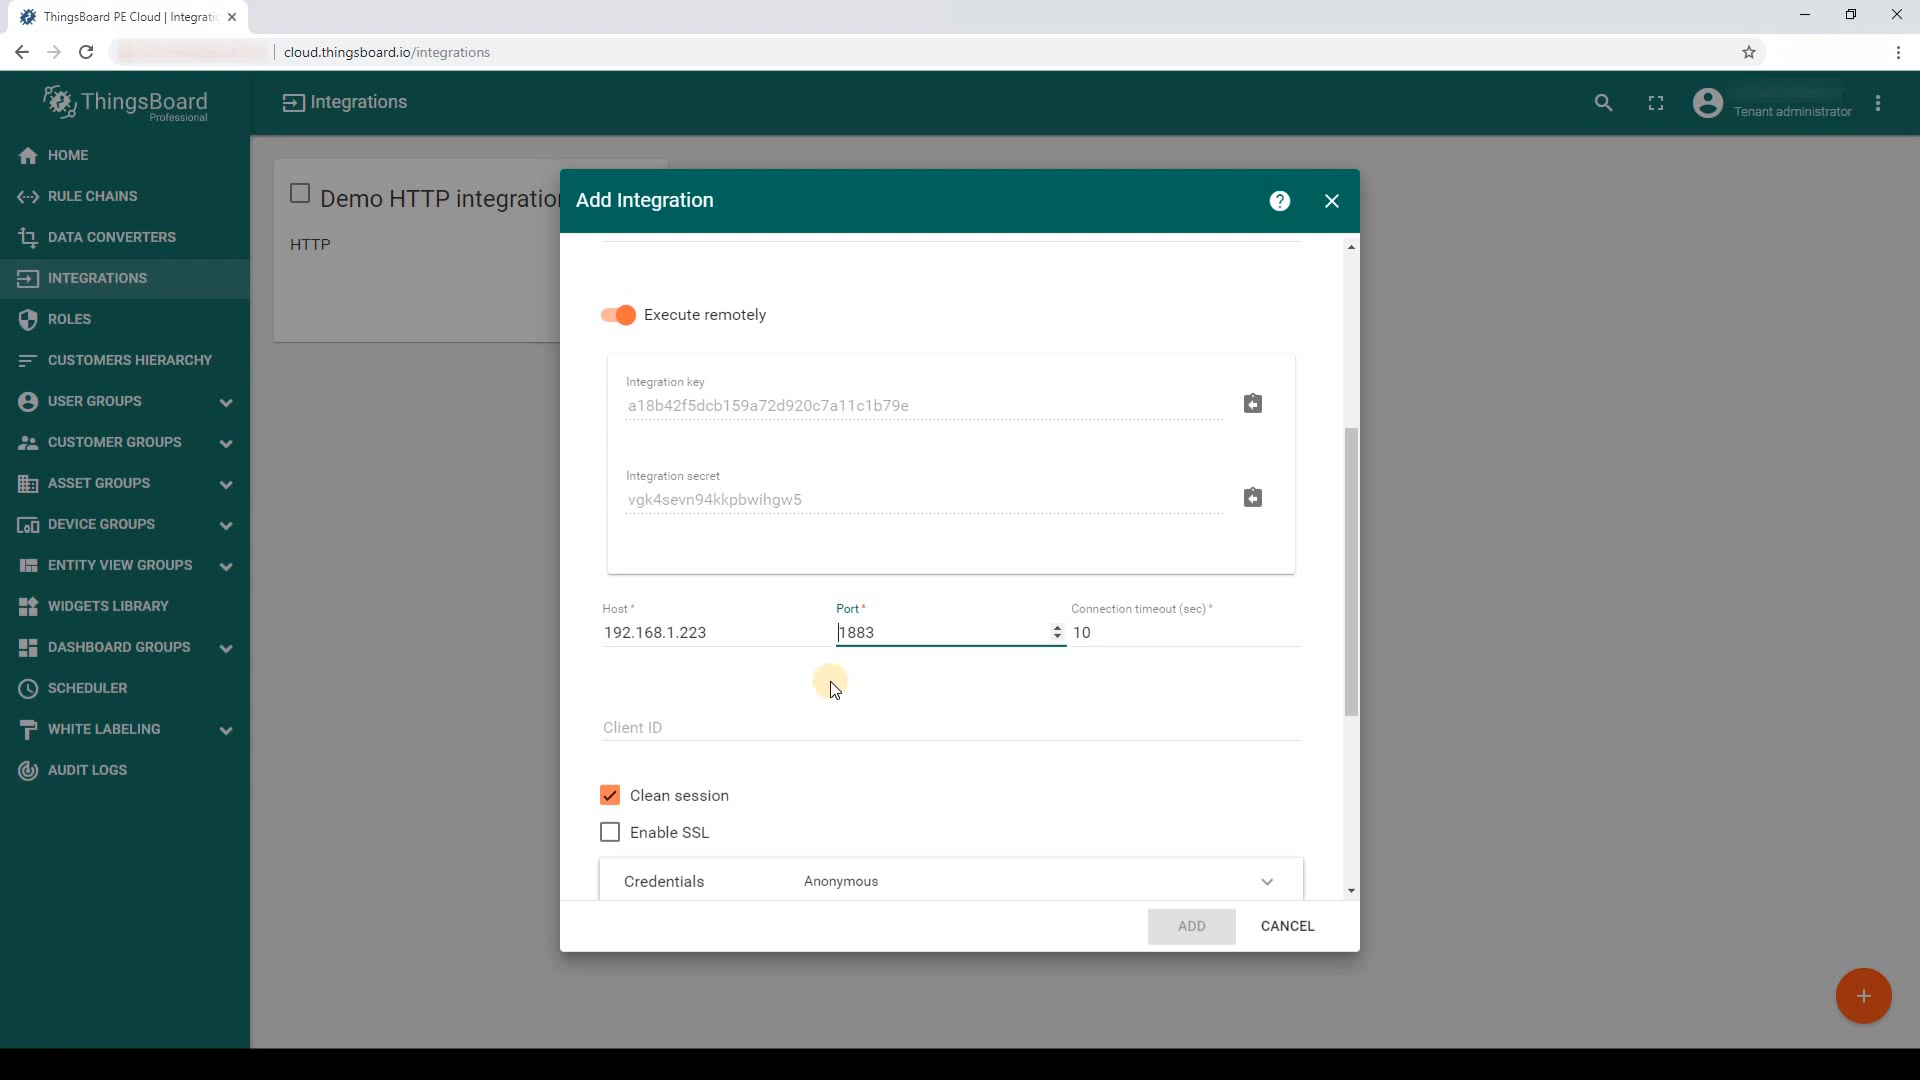 ThingsBoard PE Cloud | Integrati
cloud.thingsboard.io/integrations
ThingsBoard
Professional
Integrations
Tenant administrator
HOME
RULE CHAINS
DATA CONVERTERS
INTEGRATIONS
ROLES
CUSTOMERS HIERARCHY
USER GROUPS
CUSTOMER GROUPS
ASSET GROUPS
DEVICE GROUPS
ENTITY VIEW GROUPS
WIDGETS LIBRARY
DASHBOARD GROUPS
SCHEDULER
WHITE LABELING
AUDIT LOGS
Demo HTTP integration
HTTP
Add Integration
Execute remotely
Integration key
a18b42f5dcb159a72d920c7a11c1b79e
Integration secret
vgk4sevn94kkpbwihgw5
Host * Port * Connection timeout (sec) *
192.168.1.223 1883 10
Client ID
Clean session
Enable SSL
Credentials Anonymous
ADD CANCEL